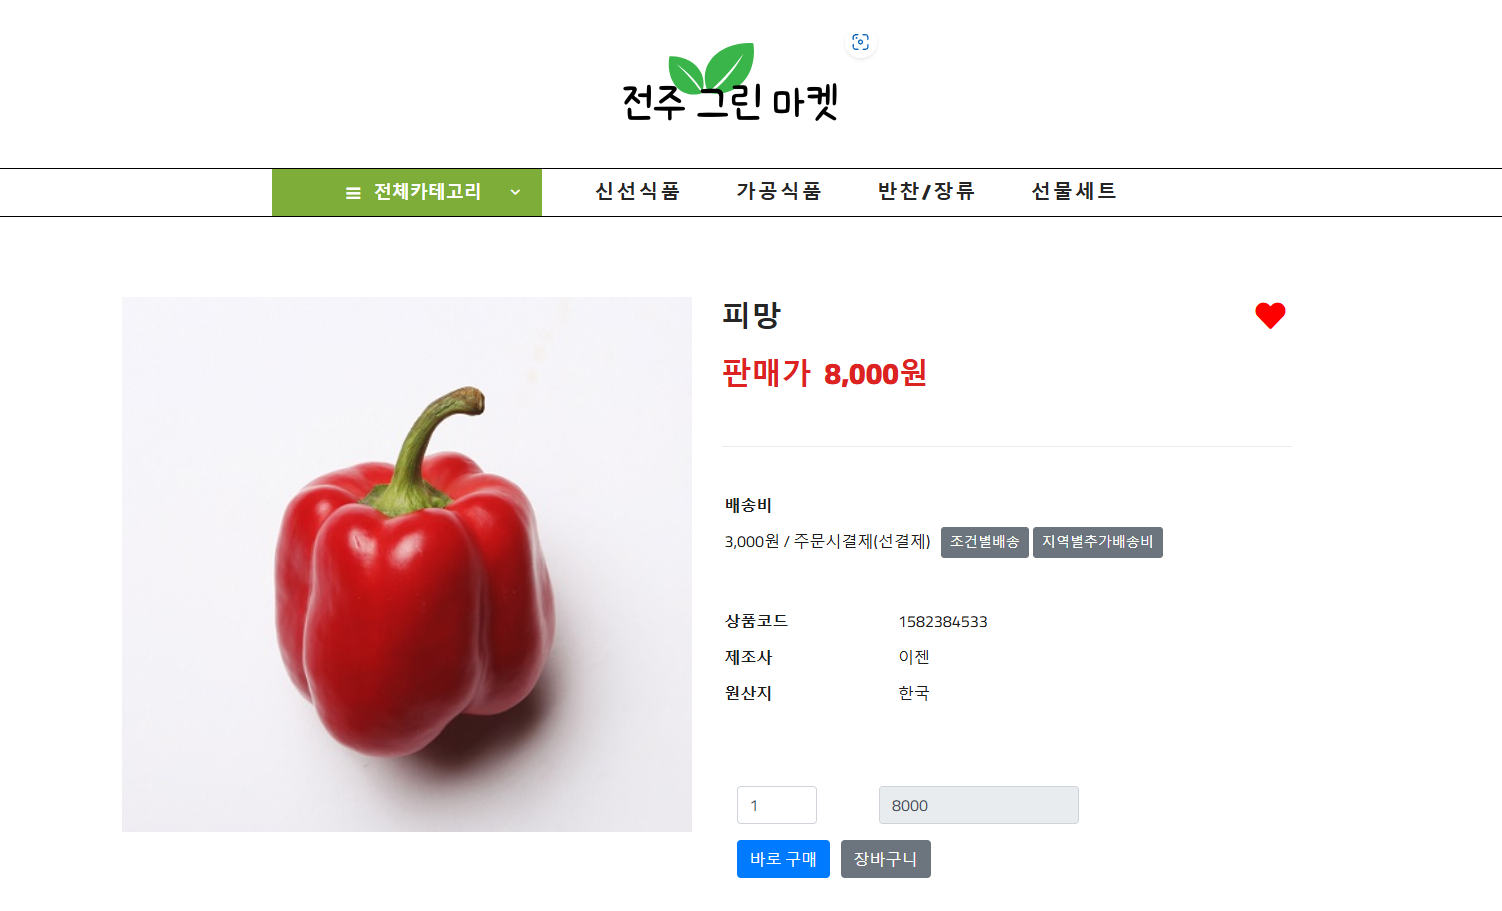 전주 그린 마켓
전체카테고리 신선식품 가공식품 반찬/장류 선물세트
피망
판매가 8,000원
배송비
3,000원 / 주문시결제(선결제) 조건별배송 지역별추가배송비
상품코드 1582384533
제조사 이젠
원산지 한국
1 8000
바로 구매 장바구니